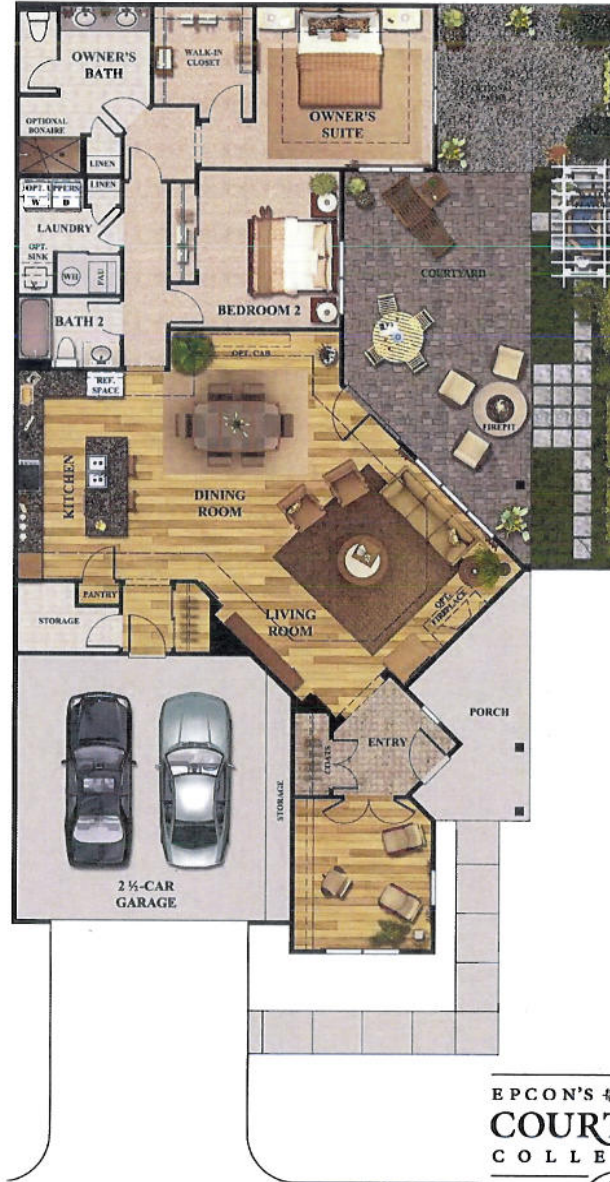 OWNER'S
BATH
WALK-IN
CLOSET
OWNER'S
SUITE
OPTIONAL
OPTIONAL
BONAIRE
LINEN
LINEN
OPT. UPPERS
W
D
LAUNDRY
OPT.
SINK
WH
BATH 2
BEDROOM 2
COURTYARD
OPT. CAB
REF.
SPACE
FIREPIT
KITCHEN
DINING
ROOM
PANTRY
STORAGE
LIVING
ROOM
OPT.
FIREPLACE
PORCH
ENTRY
COATS
STORAGE
2 ½-CAR
GARAGE
EPCON'S
COURT
COLLE